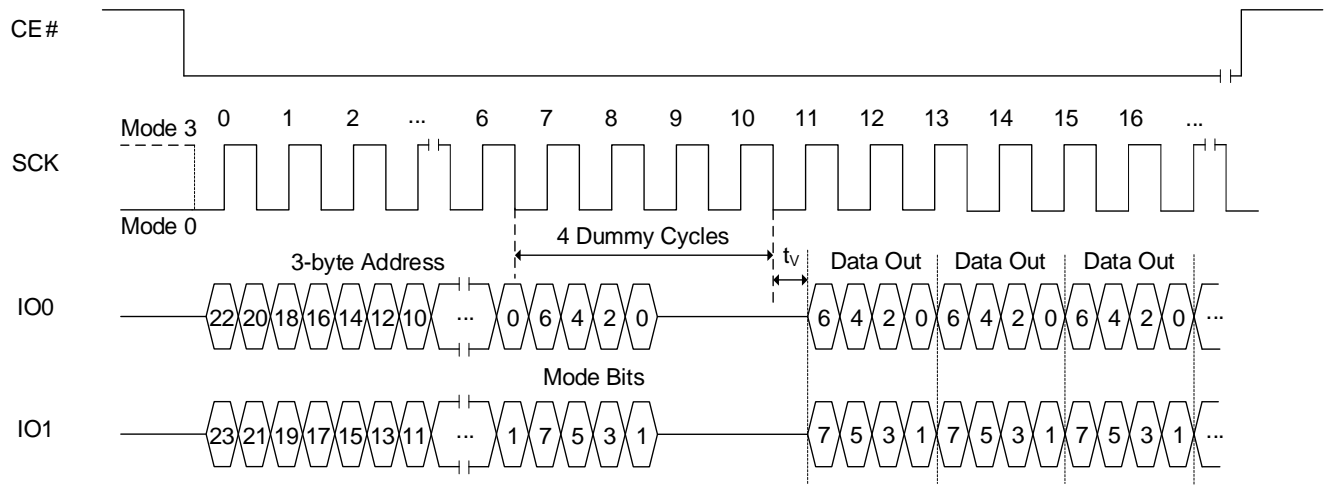 CE#
0 1 2 ... 6 7 8 9 10 11 12 13 14 15 16 ...
Mode 3
SCK
Mode 0
4 Dummy Cycles
3-byte Address
tV
Data Out Data Out Data Out
IO0
22 20 18 16 14 12 10 ... 0 6 4 2 0 6 4 2 0 6 4 2 0 6 4 2 0 ...
Mode Bits
IO1
23 21 19 17 15 13 11 ... 1 7 5 3 1 7 5 3 1 7 5 3 1 7 5 3 1 ...